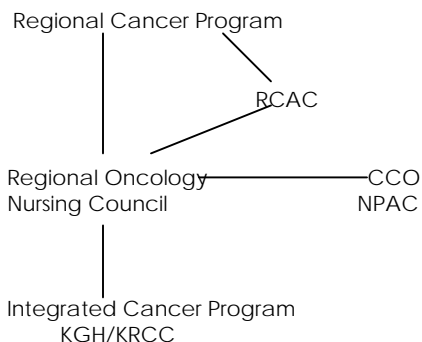 Regional Cancer Program
RCAC
Regional Oncology CCO
Nursing Council NPAC
Integrated Cancer Program
KGH/KRCC